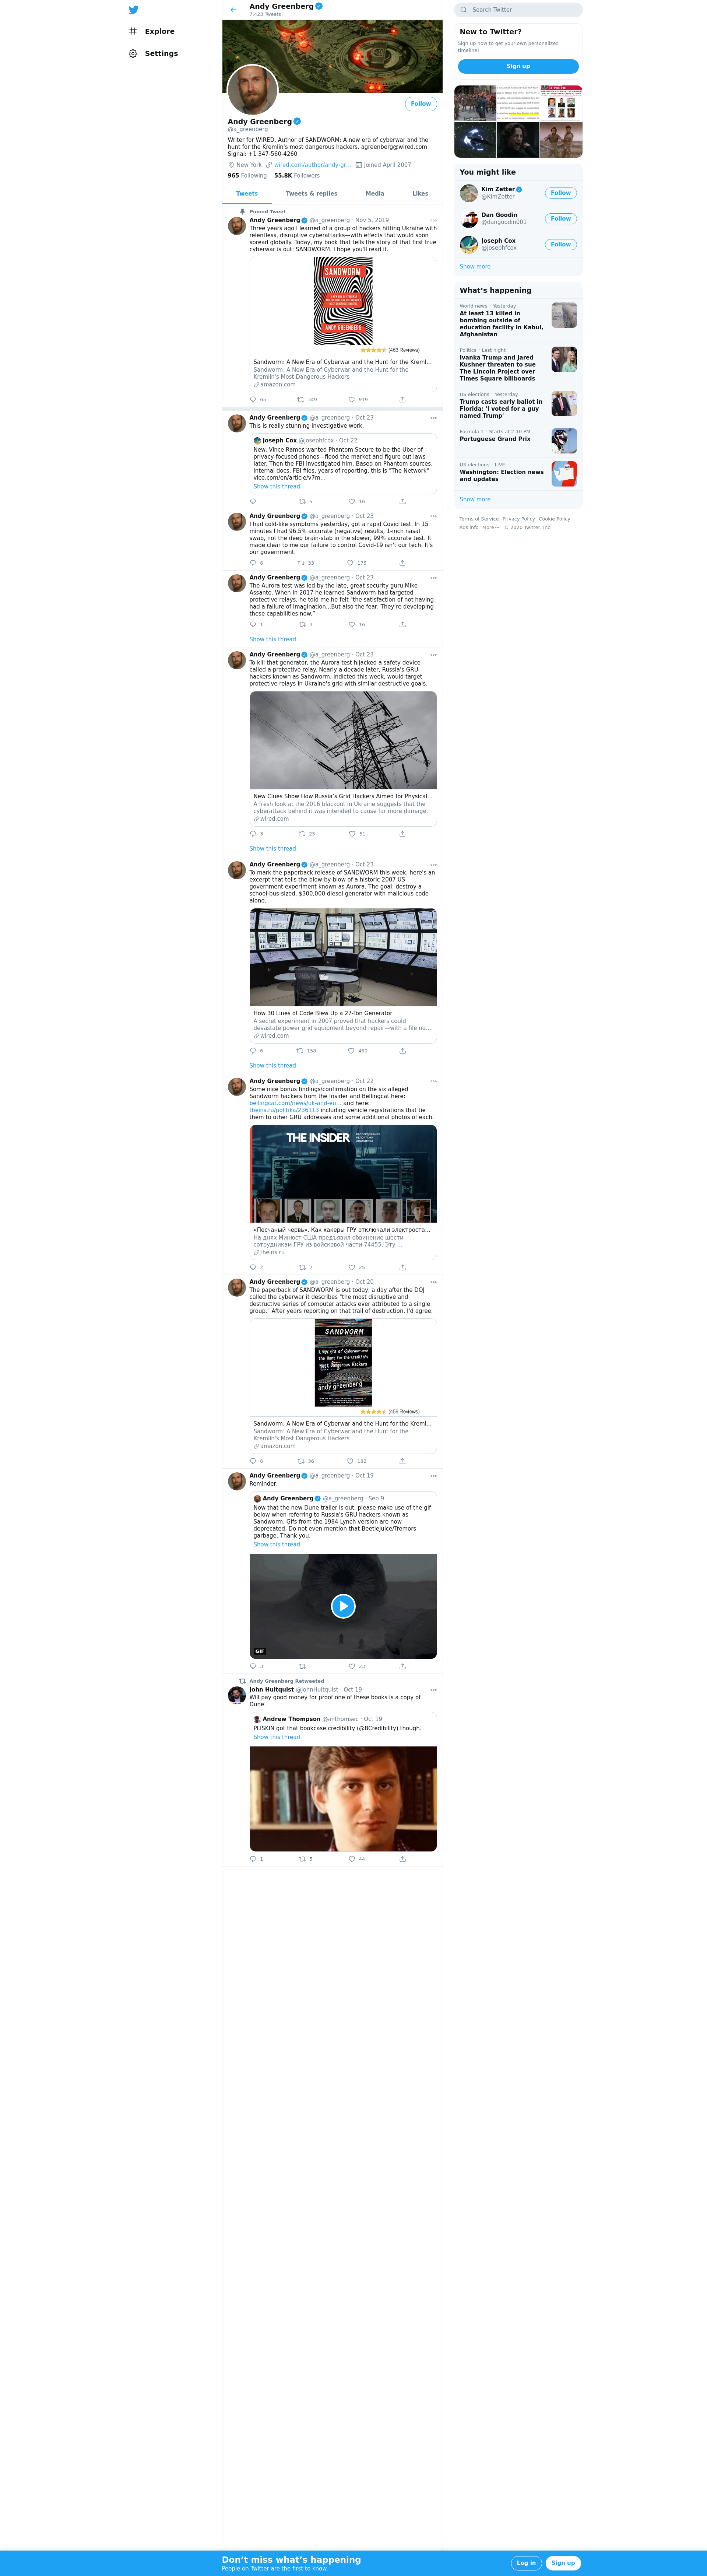 Explore
Settings
Andy Greenberg
7,423 Tweets
Follow
Andy Greenberg
@a_greenberg
Writer for WIRED. Author of SANDWORM: A new era of cyberwar and the
hunt for the Kremlin's most dangerous hackers. agreenberg@wired.com
Signal: +1 347-560-4260
New York wired.com/author/andy-gr... Joined April 2007
965 Following 55.8K Followers
Tweets Tweets & replies Media Likes
Pinned Tweet
Andy Greenberg @a_greenberg · Nov 5, 2019
Three years ago I learned of a group of hackers hitting Ukraine with
relentless, disruptive cyberattacks—with effects that would soon
spread globally. Today, my book that tells the story of that first true
cyberwar is out: SANDWORM. I hope you'll read it.
SANDWORM
ANDY GREENBERG
(463 Reviews)
Sandworm: A New Era of Cyberwar and the Hunt for the Kreml...
Sandworm: A New Era of Cyberwar and the Hunt for the
Kremlin's Most Dangerous Hackers
amazon.com
65 349 919
Andy Greenberg @a_greenberg · Oct 23
This is really stunning investigative work.
Joseph Cox @josephfcox · Oct 22
New: Vince Ramos wanted Phantom Secure to be the Uber of
privacy-focused phones—flood the market and figure out laws
later. Then the FBI investigated him. Based on Phantom sources,
internal docs, FBI files, years of reporting, this is "The Network"
vice.com/en/article/v7m...
Show this thread
5 16
Andy Greenberg @a_greenberg · Oct 23
I had cold-like symptoms yesterday, got a rapid Covid test. In 15
minutes I had 96.5% accurate (negative) results, 1-inch nasal
swab, not the deep brain-stab in the slower, 99% accurate test. It
made clear to me our failure to control Covid-19 isn't our tech. It's
our government.
6 33 175
Andy Greenberg @a_greenberg · Oct 23
The Aurora test was led by the late, great security guru Mike
Assante. When in 2017 he learned Sandworm had targeted
protective relays, he told me he felt "the satisfaction of not having
had a failure of imagination...But also the fear: They're developing
these capabilities now."
1 3 16
Show this thread
Andy Greenberg @a_greenberg · Oct 23
To kill that generator, the Aurora test hijacked a safety device
called a protective relay. Nearly a decade later, Russia's GRU
hackers known as Sandworm, indicted this week, would target
protective relays in Ukraine's grid with similar destructive goals.
New Clues Show How Russia's Grid Hackers Aimed for Physical...
A fresh look at the 2016 blackout in Ukraine suggests that the
cyberattack behind it was intended to cause far more damage.
wired.com
3 25 51
Show this thread
Andy Greenberg @a_greenberg · Oct 23
To mark the paperback release of SANDWORM this week, here's an
excerpt that tells the blow-by-blow of a historic 2007 US
government experiment known as Aurora. The goal: destroy a
school-bus-sized, $300,000 diesel generator with malicious code
alone.
How 30 Lines of Code Blew Up a 27-Ton Generator
A secret experiment in 2007 proved that hackers could
devastate power grid equipment beyond repair—with a file no...
wired.com
6 158 450
Show this thread
Andy Greenberg @a_greenberg · Oct 22
Some nice bonus findings/confirmation on the six alleged
Sandworm hackers from the Insider and Bellingcat here:
bellingcat.com/news/uk-and-eu... and here:
theins.ru/politika/236113 including vehicle registrations that tie
them to other GRU addresses and some additional photos of each.
THE INSIDER
«Песчаный червь». Как хакеры ГРУ отключали электроста...
На днях Минюст США предъявил обвинение шести
сотрудникам ГРУ из войсковой части 74455. Эту ...
theins.ru
2 7 25
Andy Greenberg @a_greenberg · Oct 20
The paperback of SANDWORM is out today, a day after the DOJ
called the cyberwar it describes "the most disruptive and
destructive series of computer attacks ever attributed to a single
group." After years reporting on that trail of destruction, I'd agree.
SANDWORM
A New Era of Cyberwar and
the Hunt for the Kremlin's
Most Dangerous Hackers
andy greenberg
(459 Reviews)
Sandworm: A New Era of Cyberwar and the Hunt for the Kreml...
Sandworm: A New Era of Cyberwar and the Hunt for the
Kremlin's Most Dangerous Hackers
amazon.com
6 36 182
Andy Greenberg @a_greenberg · Oct 19
Reminder:
Andy Greenberg @a_greenberg · Sep 9
Now that the new Dune trailer is out, please make use of the gif
below when referring to Russia's GRU hackers known as
Sandworm. Gifs from the 1984 Lynch version are now
deprecated. Do not even mention that Beetlejuice/Tremors
garbage. Thank you.
Show this thread
GIF
3 23
Andy Greenberg Retweeted
John Hultquist @JohnHultquist · Oct 19
Will pay good money for proof one of these books is a copy of
Dune.
Andrew Thompson @anthomsec · Oct 19
PLISKIN got that bookcase credibility (@BCredibility) though.
Show this thread
1 5 44
Search Twitter
New to Twitter?
Sign up now to get your own personalized
timeline!
Sign up
You might like
Kim Zetter
@KimZetter
Follow
Dan Goodin
@dangoodin001
Follow
Joseph Cox
@josephfcox
Follow
Show more
What's happening
World news · Yesterday
At least 13 killed in
bombing outside of
education facility in Kabul,
Afghanistan
Politics · Last night
Ivanka Trump and Jared
Kushner threaten to sue
The Lincoln Project over
Times Square billboards
US elections · Yesterday
Trump casts early ballot in
Florida: 'I voted for a guy
named Trump'
Formula 1 · Starts at 2:10 PM
Portuguese Grand Prix
US elections · LIVE
Washington: Election news
and updates
Show more
Terms of Service Privacy Policy Cookie Policy
Ads info More © 2020 Twitter, Inc.
Don't miss what's happening
People on Twitter are the first to know.
Log in Sign up